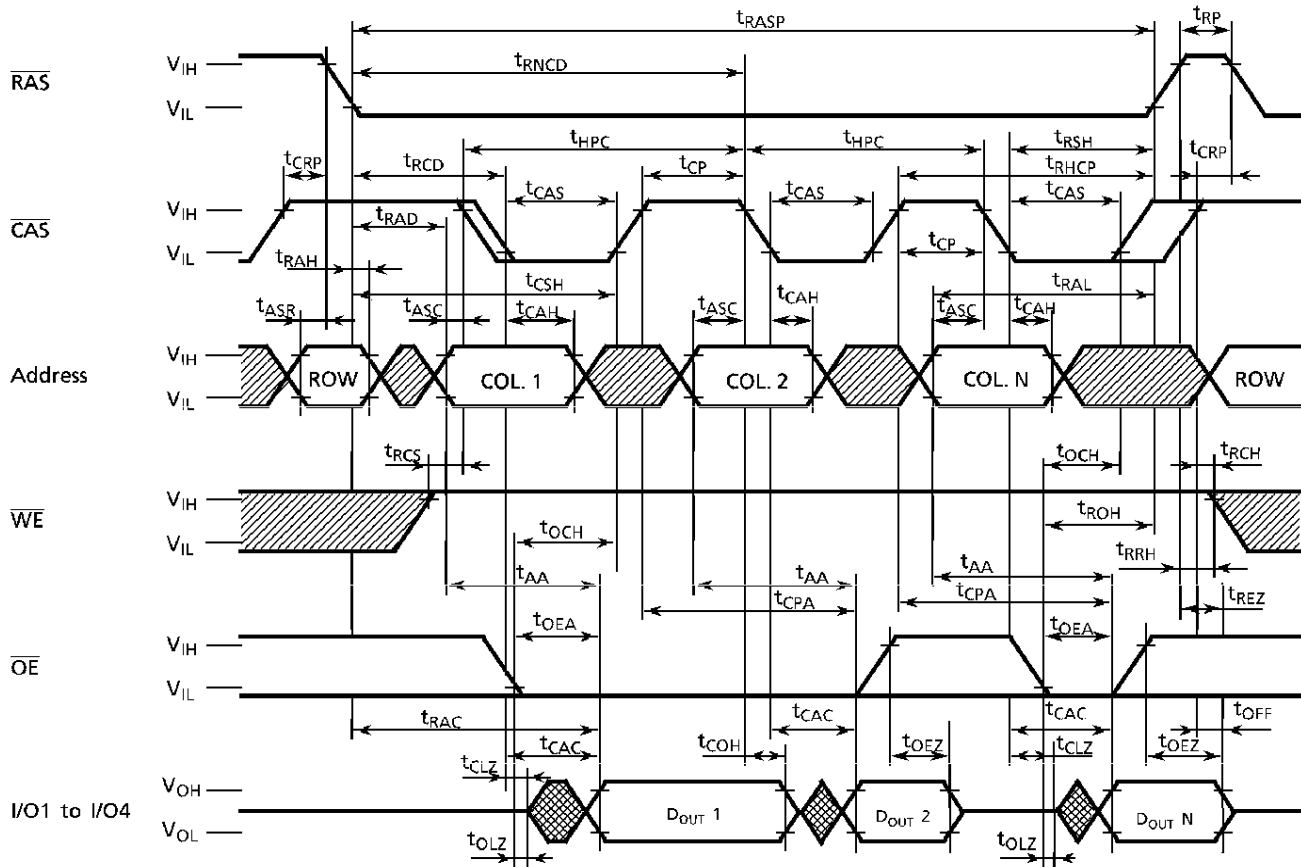 tRASP
tRP
RAS
VIH
tRNCD
VIL
tHPC
tHPC
tRSH
tCRP
tRCD
tCP
tRHCP
tCRP
tCAS
tCAS
tCAS
CAS
VIH
tRAD
tCP
VIL
tRAH
tCSH
tRAL
tASR
tASC
tCAH
tASC
tCAH
tASC
tCAH
Address
VIH
ROW
COL. 1
COL. 2
COL. N
ROW
VIL
tRCS
tOCH
tRCH
WE
VIH
tROH
VIL
tOCH
tRRH
tAA
tAA
tAA
tCPA
tCPA
tREZ
OE
VIH
tOEA
tOEA
VIL
tRAC
tCAC
tCAC
tOFF
tCAC
tCOH
tOEZ
tCLZ
tOEZ
tCLZ
I/O1 to I/O4
VOH
DOUT 1
DOUT 2
DOUT N
VOL
tOLZ
tOLZ